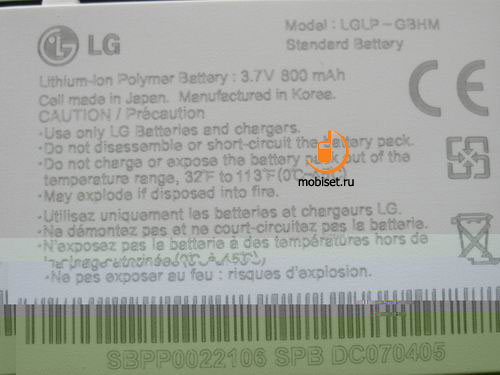 LG
Model : LGLP-GBHM
Standard Battery
Lithium-Ion Polymer Battery : 3.7V 800 mAh
Cell made in Japan. Manufactured in Korea.
CAUTION / Précaution
·Use only LG Batteries and chargers.
·Do not disassemble or short-circuit the battery pack.
·Do not charge or expose the battery pack out of the
temperature range, 32°F to 113°F(0°C
mobiset.ru
·May explode if disposed into fire.
·Utilisez uniquement les batteries et chargeurs LG.
·Ne démontez pas et ne court-circuitez pas la batterie.
·N'exposez pas la batterie à des températures hors de
·Ne pas exposer au feu : risques d'explosion.
SBPP0022106 SPB DC070405